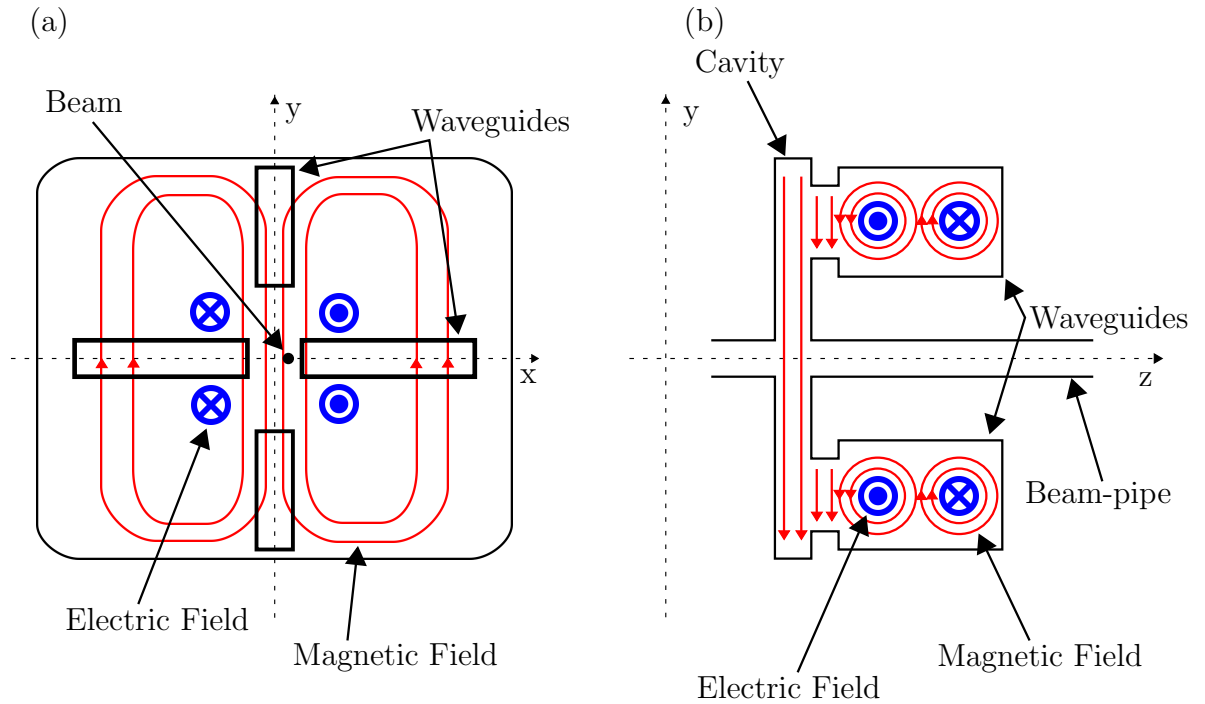 (a)
(b)
Cavity
Beam
y
Waveguides
y
x
Waveguides
z
Beam-pipe
Electric Field
Magnetic Field
Magnetic Field
Electric Field